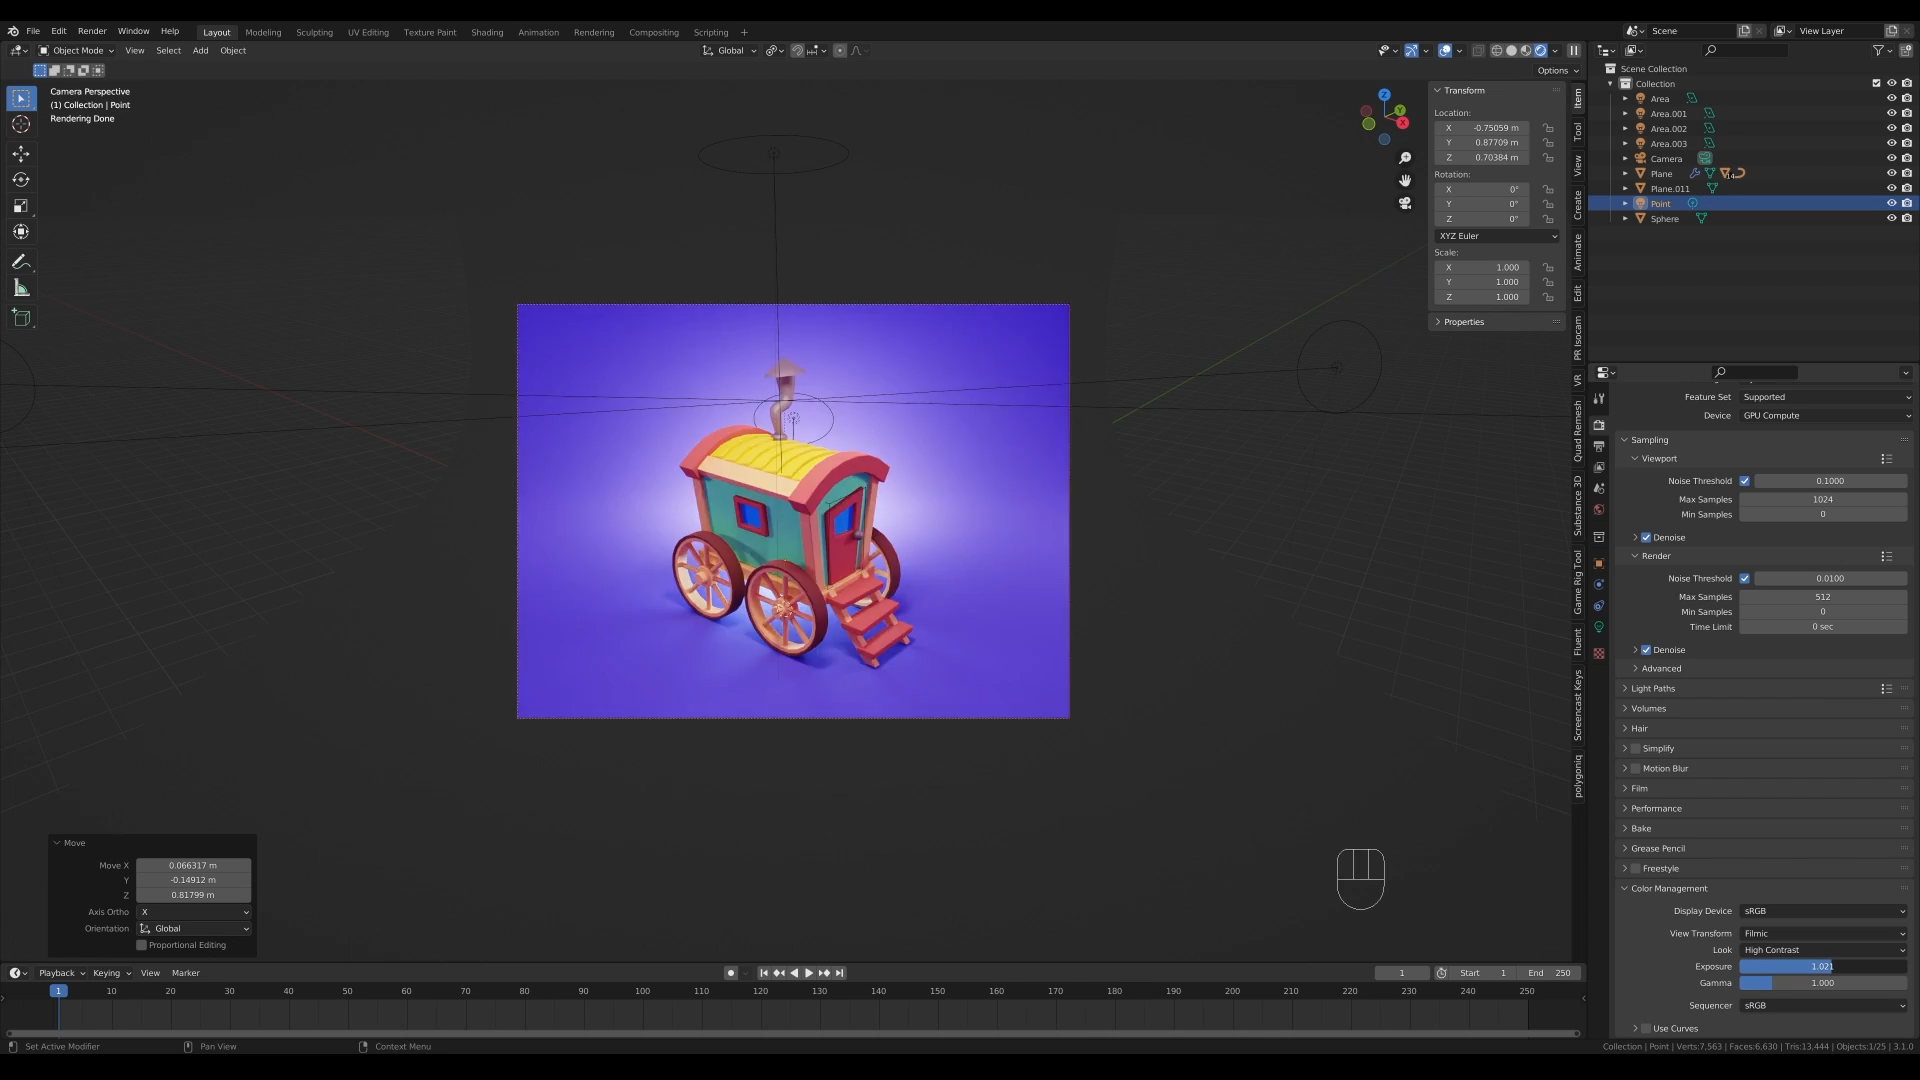 File Edit Render Window Help Layout Modeling Sculpting UV Editing Texture Paint Shading Animation Rendering Compositing Scripting + Scene View Layer
Object Mode View Select Add Object Global
Options
Camera Perspective
(1) Collection | Point
Rendering Done
Transform
Location:
X -0.75059 m
Y 0.87709 m
Z 0.70384 m
Rotation:
X 0°
Y 0°
Z 0°
XYZ Euler
Scale:
X 1.000
Y 1.000
Z 1.000
Properties
Z
Y
X
Item
Tool
View
Create
Animate
Edit
PR Isocam
VR
Quad Remesh
Substance 3D
Game Rig Tool
Fluent
Screencast Keys
polygoniq
Scene Collection
Collection
Area
Area.001
Area.002
Area.003
Camera
Plane 14
Plane.011
Point
Sphere
Feature Set Supported
Device GPU Compute
Sampling
Viewport
Noise Threshold 0.1000
Max Samples 1024
Min Samples 0
Denoise
Render
Noise Threshold 0.0100
Max Samples 512
Min Samples 0
Time Limit 0 sec
Denoise
Advanced
Light Paths
Volumes
Hair
Simplify
Motion Blur
Film
Performance
Bake
Grease Pencil
Freestyle
Color Management
Display Device sRGB
View Transform Filmic
Look High Contrast
Exposure 1.021
Gamma 1.000
Sequencer sRGB
Use Curves
Move
Move X 0.066317 m
Y -0.14912 m
Z 0.81799 m
Axis Ortho X
Orientation Global
Proportional Editing
Playback Keying View Marker 1 Start 1 End 250
1 10 20 30 40 50 60 70 80 90 100 110 120 130 140 150 160 170 180 190 200 210 220 230 240 250
Set Active Modifier Pan View Context Menu Collection | Point | Verts:7,563 | Faces:6,630 | Tris:13,444 | Objects:1/25 | 3.1.0